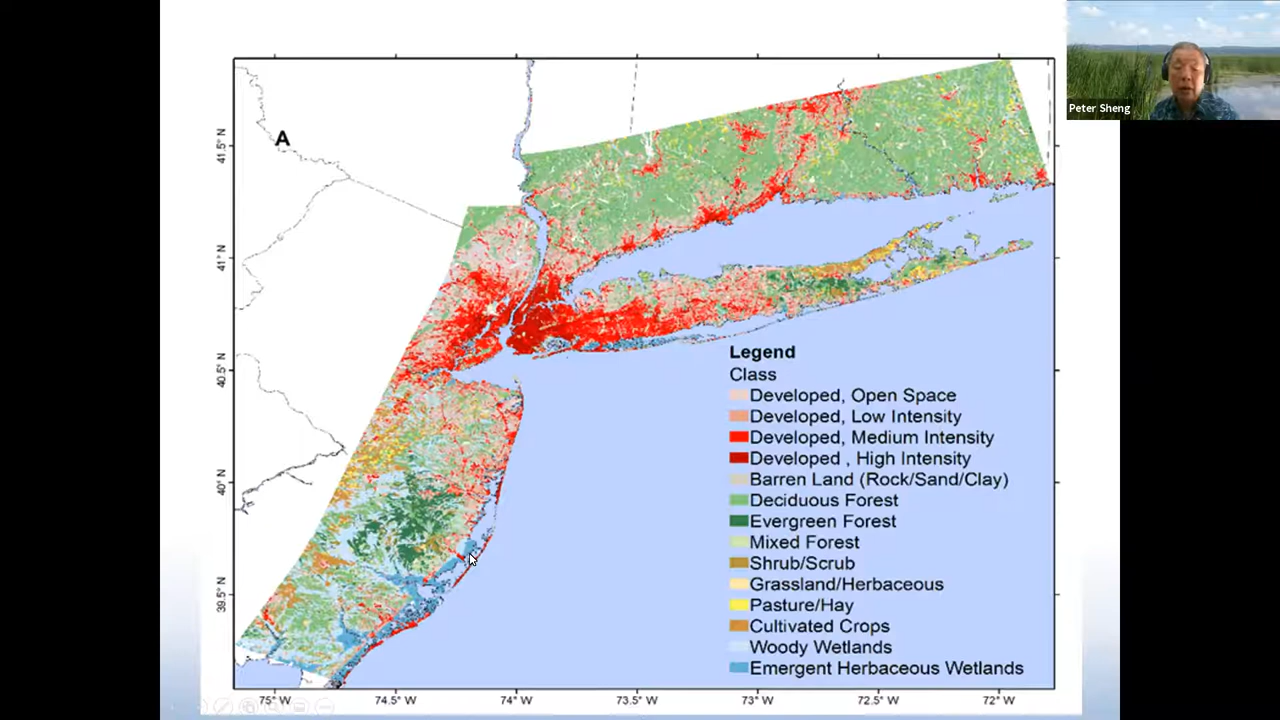 Peter Sheng
A
41.5° N
41° N
40.5° N
40° N
39.5° N
Legend
Class
Developed, Open Space
Developed, Low Intensity
Developed, Medium Intensity
Developed , High Intensity
Barren Land (Rock/Sand/Clay)
Deciduous Forest
Evergreen Forest
Mixed Forest
Shrub/Scrub
Grassland/Herbaceous
Pasture/Hay
Cultivated Crops
Woody Wetlands
Emergent Herbaceous Wetlands
75° W
74.5° W
74° W
73.5° W
73° W
72.5° W
72° W